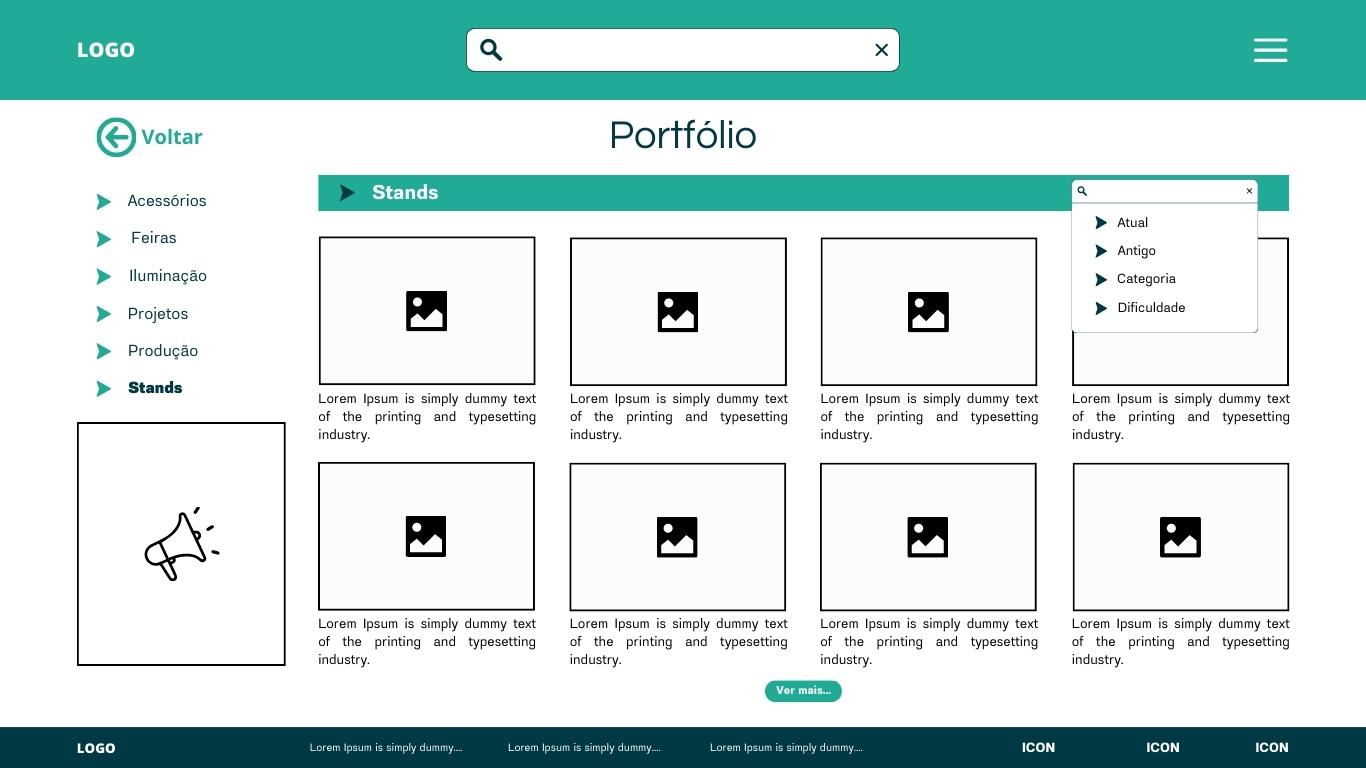 LOGO
Voltar
Portfólio
Acessórios
Feiras
Iluminação
Projetos
Produção
Stands
Stands
Atual
Antigo
Categoria
Dificuldade
Lorem Ipsum is simply dummy text
of the printing and typesetting
industry.
Lorem Ipsum is simply dummy text
of the printing and typesetting
industry.
Lorem Ipsum is simply dummy text
of the printing and typesetting
industry.
Lorem Ipsum is simply dummy text
of the printing and typesetting
industry.
Lorem Ipsum is simply dummy text
of the printing and typesetting
industry.
Lorem Ipsum is simply dummy text
of the printing and typesetting
industry.
Lorem Ipsum is simply dummy text
of the printing and typesetting
industry.
Lorem Ipsum is simply dummy text
of the printing and typesetting
industry.
Ver mais...
LOGO
Lorem Ipsum is simply dummy....
Lorem Ipsum is simply dummy....
Lorem Ipsum is simply dummy....
ICON
ICON
ICON